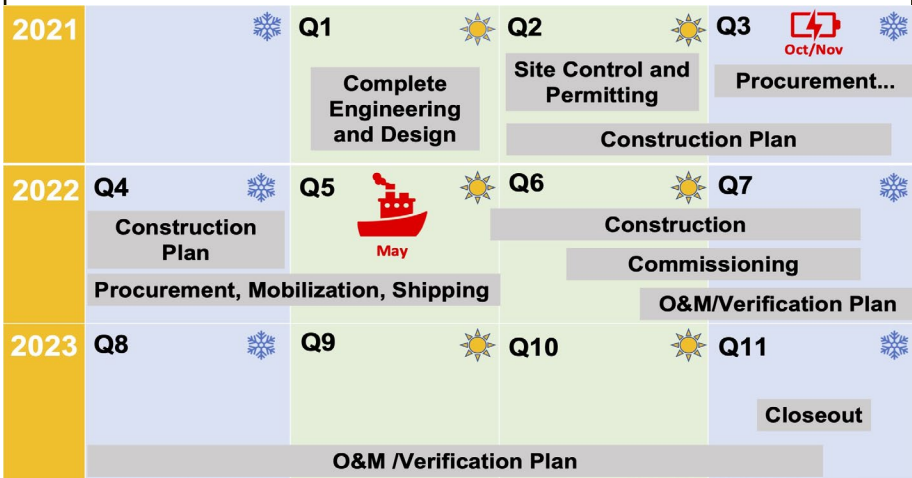 2021
Q1
Q2
Q3
Oct/Nov
Complete
Engineering
and Design
Site Control and
Permitting
Procurement...
Construction Plan
2022
Q4
Q5
Q6
Q7
May
Construction
Plan
Construction
Commissioning
Procurement, Mobilization, Shipping
O&M/Verification Plan
2023
Q8
Q9
Q10
Q11
Closeout
O&M /Verification Plan